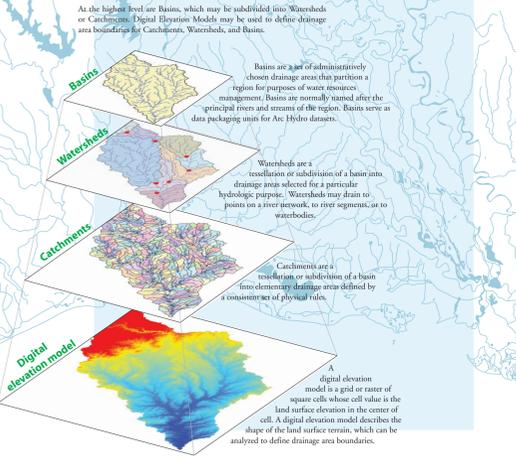 At the highest level are Basins, which may be subdivided into Watersheds
or Catchments. Digital Elevation Models may be used to define drainage
area boundaries for Catchments, Watersheds, and Basins.
Basins
Basins are a set of administratively
chosen drainage areas that partition a
region for purposes of water resources
management. Basins are normally named after the
principal rivers and streams of the region. Basins serve as
data packaging units for Arc Hydro datasets.
Watersheds
Watersheds are a
tessellation or subdivision of a basin into
drainage areas selected for a particular
hydrologic purpose. Watersheds may drain to
points on a river network, to river segments, or to
waterbodies.
Catchments
Catchments are a
tessellation or subdivision of a basin
into elementary drainage areas defined by
a consistent set of physical rules.
Digital
elevation model
A
digital elevation
model is a grid or raster of
square cells whose cell value is the
land surface elevation in the center of
cell. A digital elevation model describes the
shape of the land surface terrain, which can be
analyzed to define drainage area boundaries.